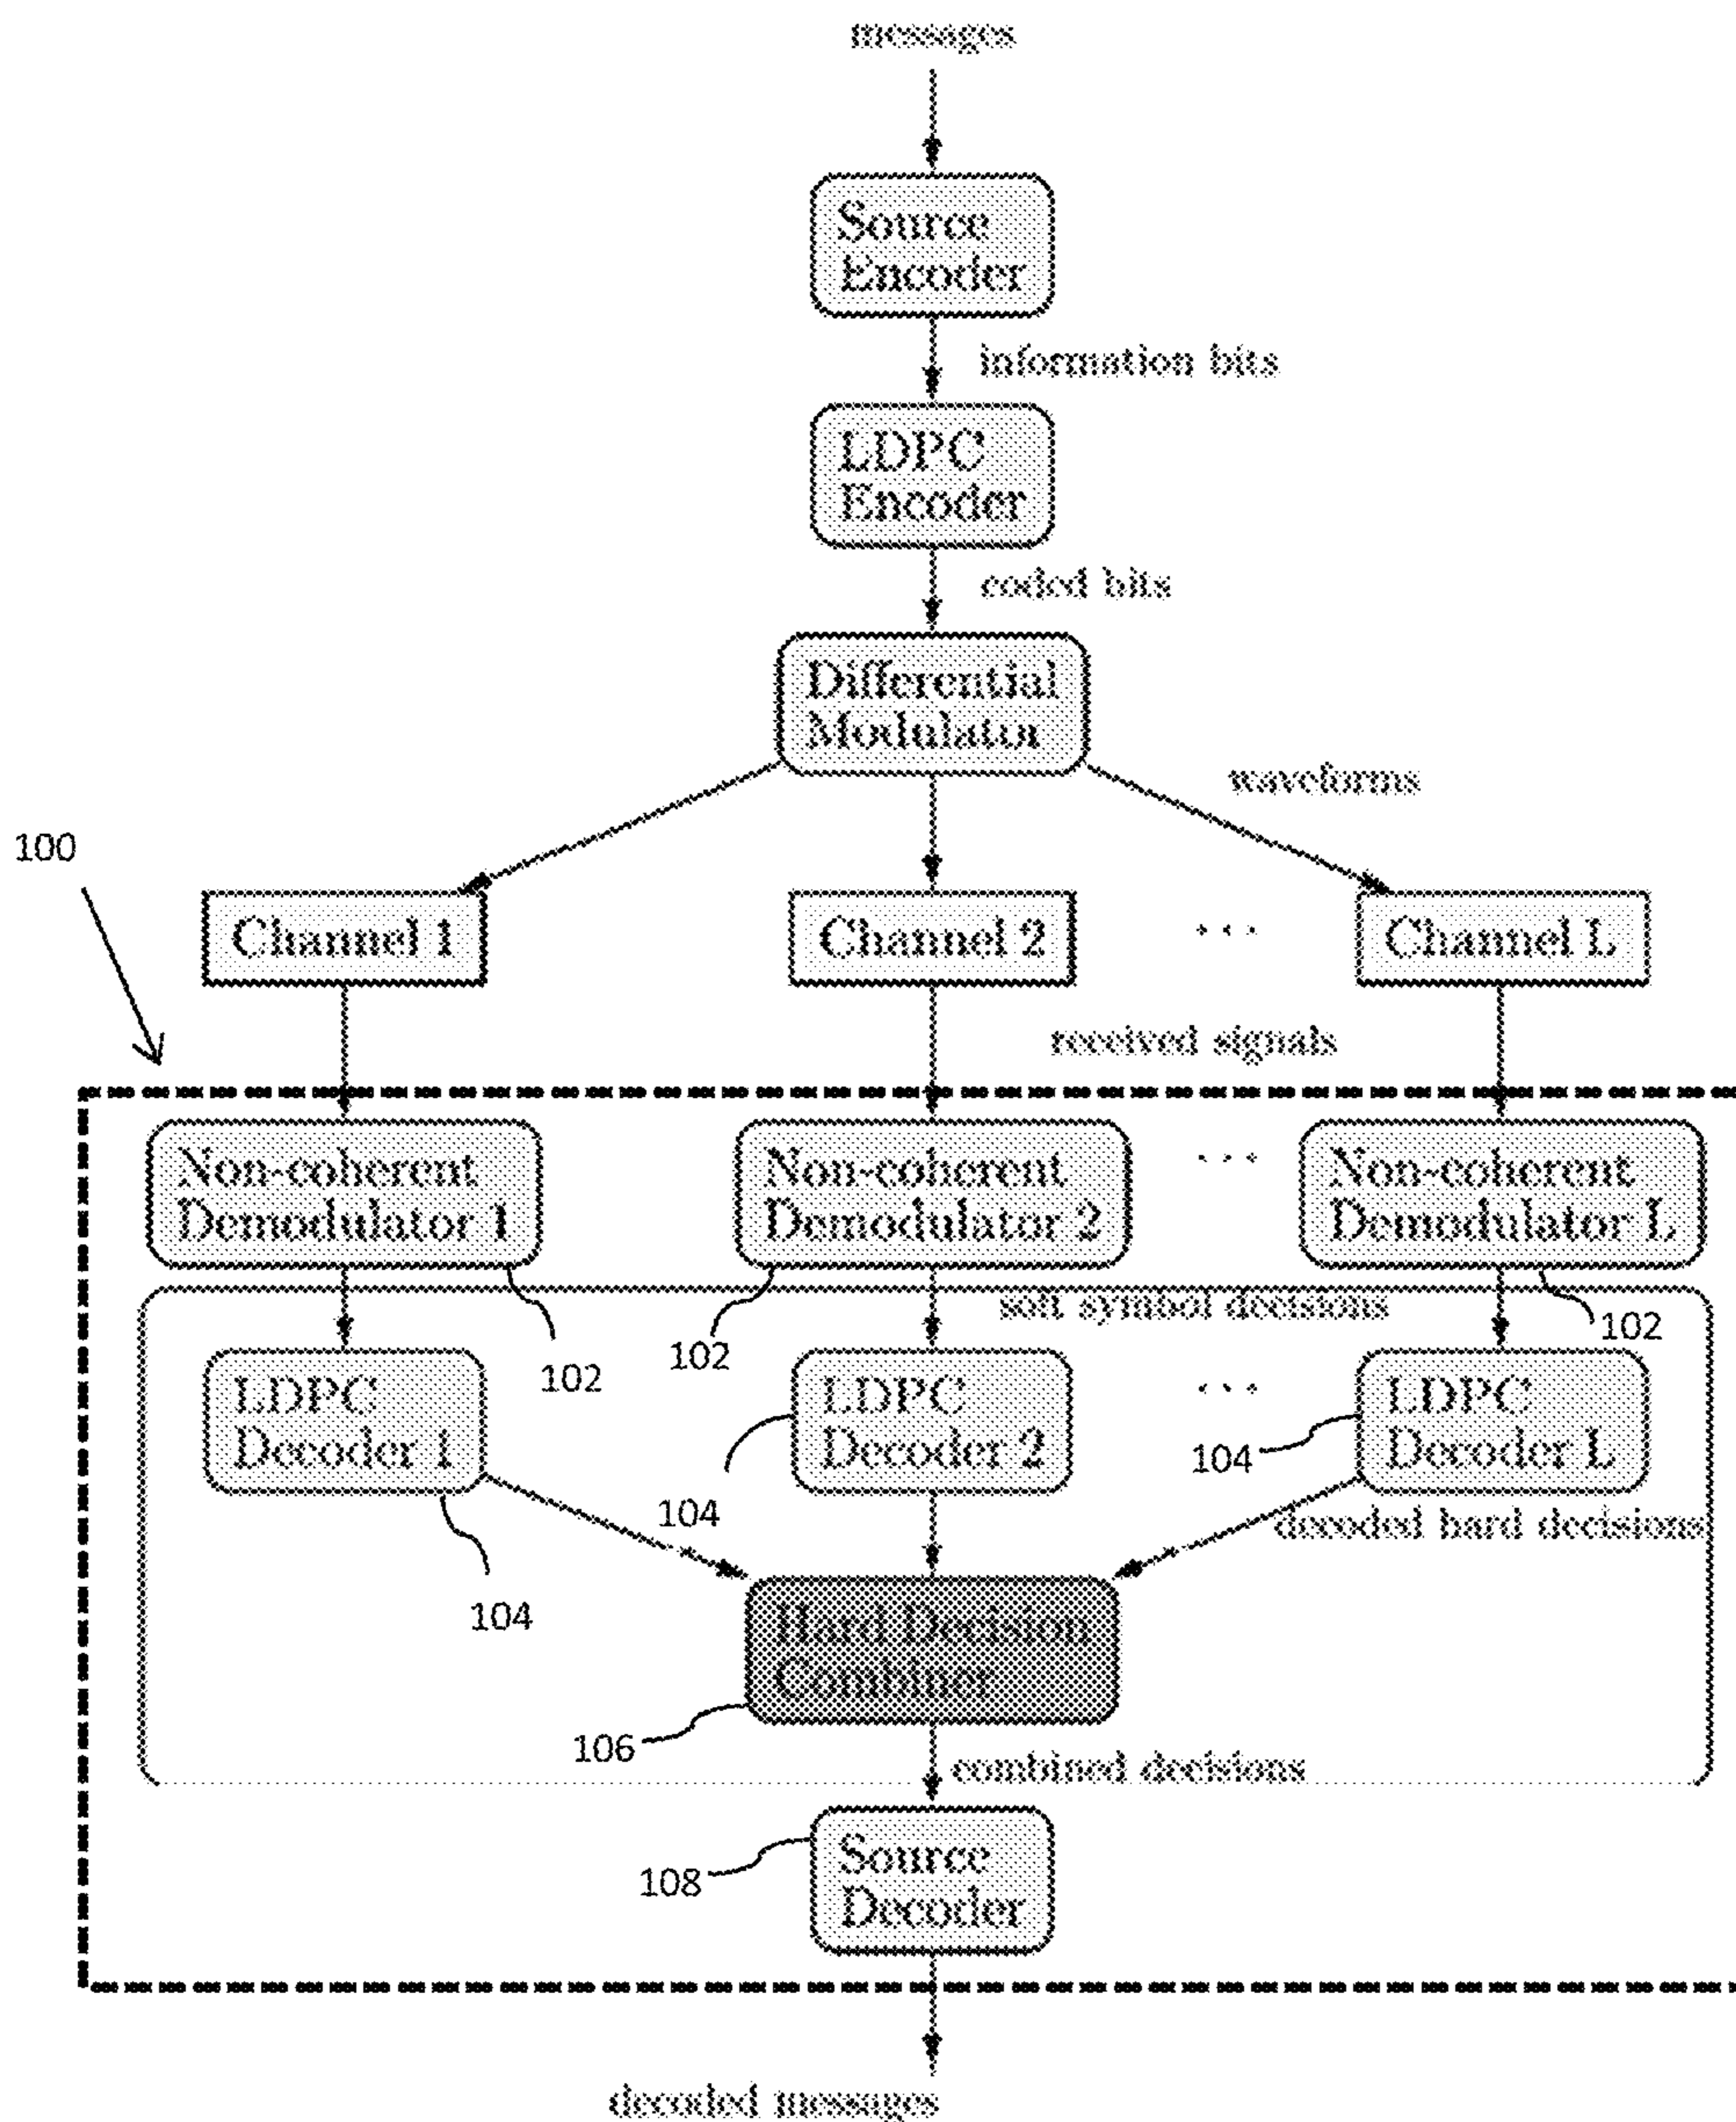 messages
Source
Encoder
information bits
LDPC
Encoder
coded bits
Differential
Modulator
waveforms
100
Channel 1
Channel 2
. . .
Channel L
received signals
Non-coherent
Demodulator 1
Non-coherent
Demodulator 2
. . .
Non-coherent
Demodulator L
soft symbol decisions
102
102
102
LDPC
Decoder 1
LDPC
Decoder 2
. . .
LDPC
Decoder L
104
104
104
decoded hard decisions
Hard Decision
Combiner
106
combined decisions
Source
Decoder
108
decoded messages